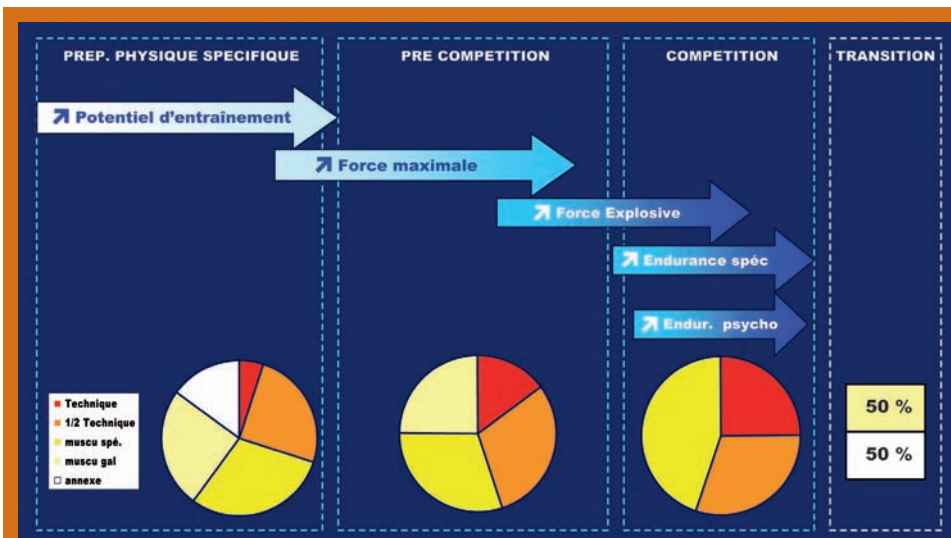 PREP. PHYSIQUE SPECIFIQUE
PRE COMPETITION
COMPETITION
TRANSITION
Potentiel d'entraînement
Force maximale
Force Explosive
Endurance spéc
Endur. psycho
Technique
1/2 Technique
muscu spé.
muscu gal
annexe
50 %
50 %